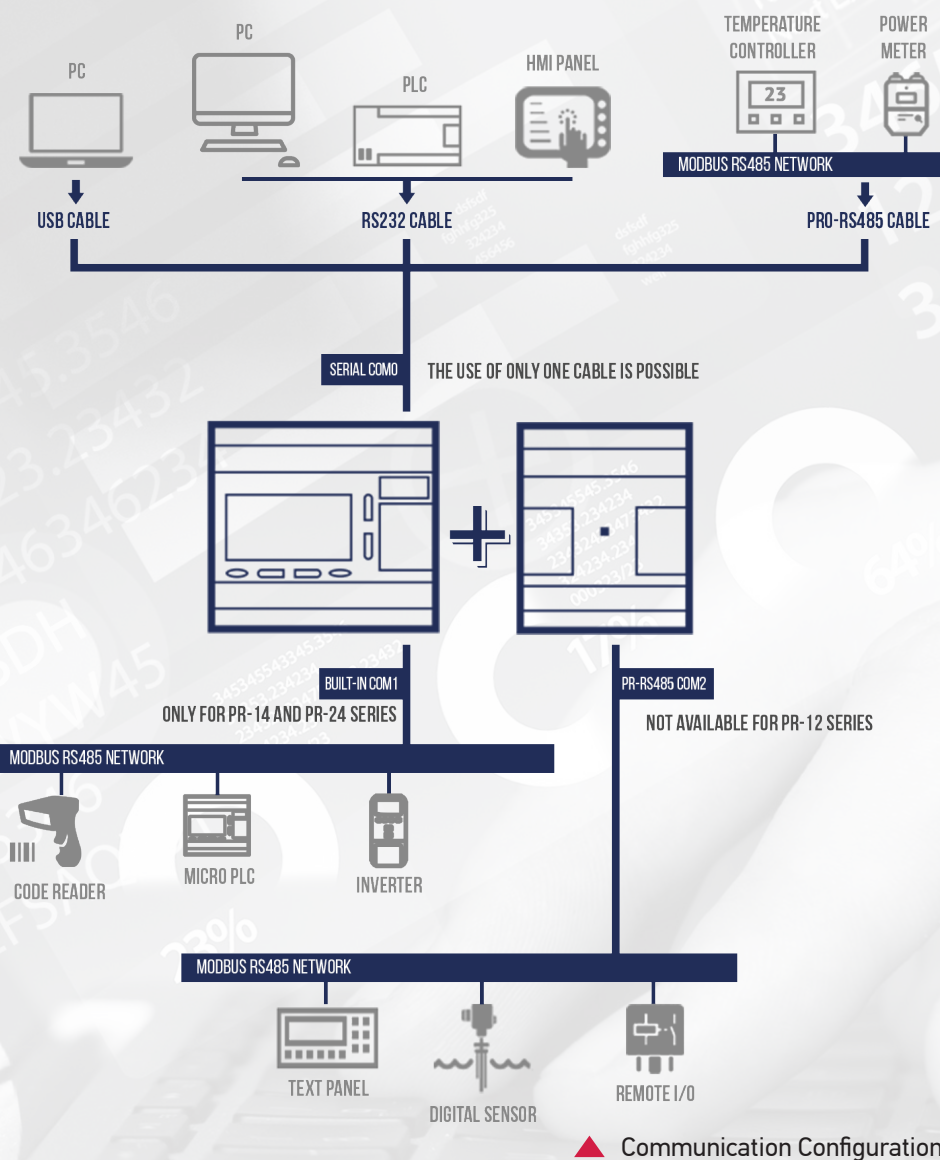 PC
PC
PLC
HMI PANEL
TEMPERATURE
CONTROLLER
POWER
METER
23
MODBUS RS485 NETWORK
USB CABLE
RS232 CABLE
PRO-RS485 CABLE
SERIAL COM0
THE USE OF ONLY ONE CABLE IS POSSIBLE
BUILT-IN COM1
ONLY FOR PR-14 AND PR-24 SERIES
PR-RS485 COM2
NOT AVAILABLE FOR PR-12 SERIES
MODBUS RS485 NETWORK
CODE READER
MICRO PLC
INVERTER
23%
17%
MODBUS RS485 NETWORK
TEXT PANEL
DIGITAL SENSOR
REMOTE I/O
Communication Configuration